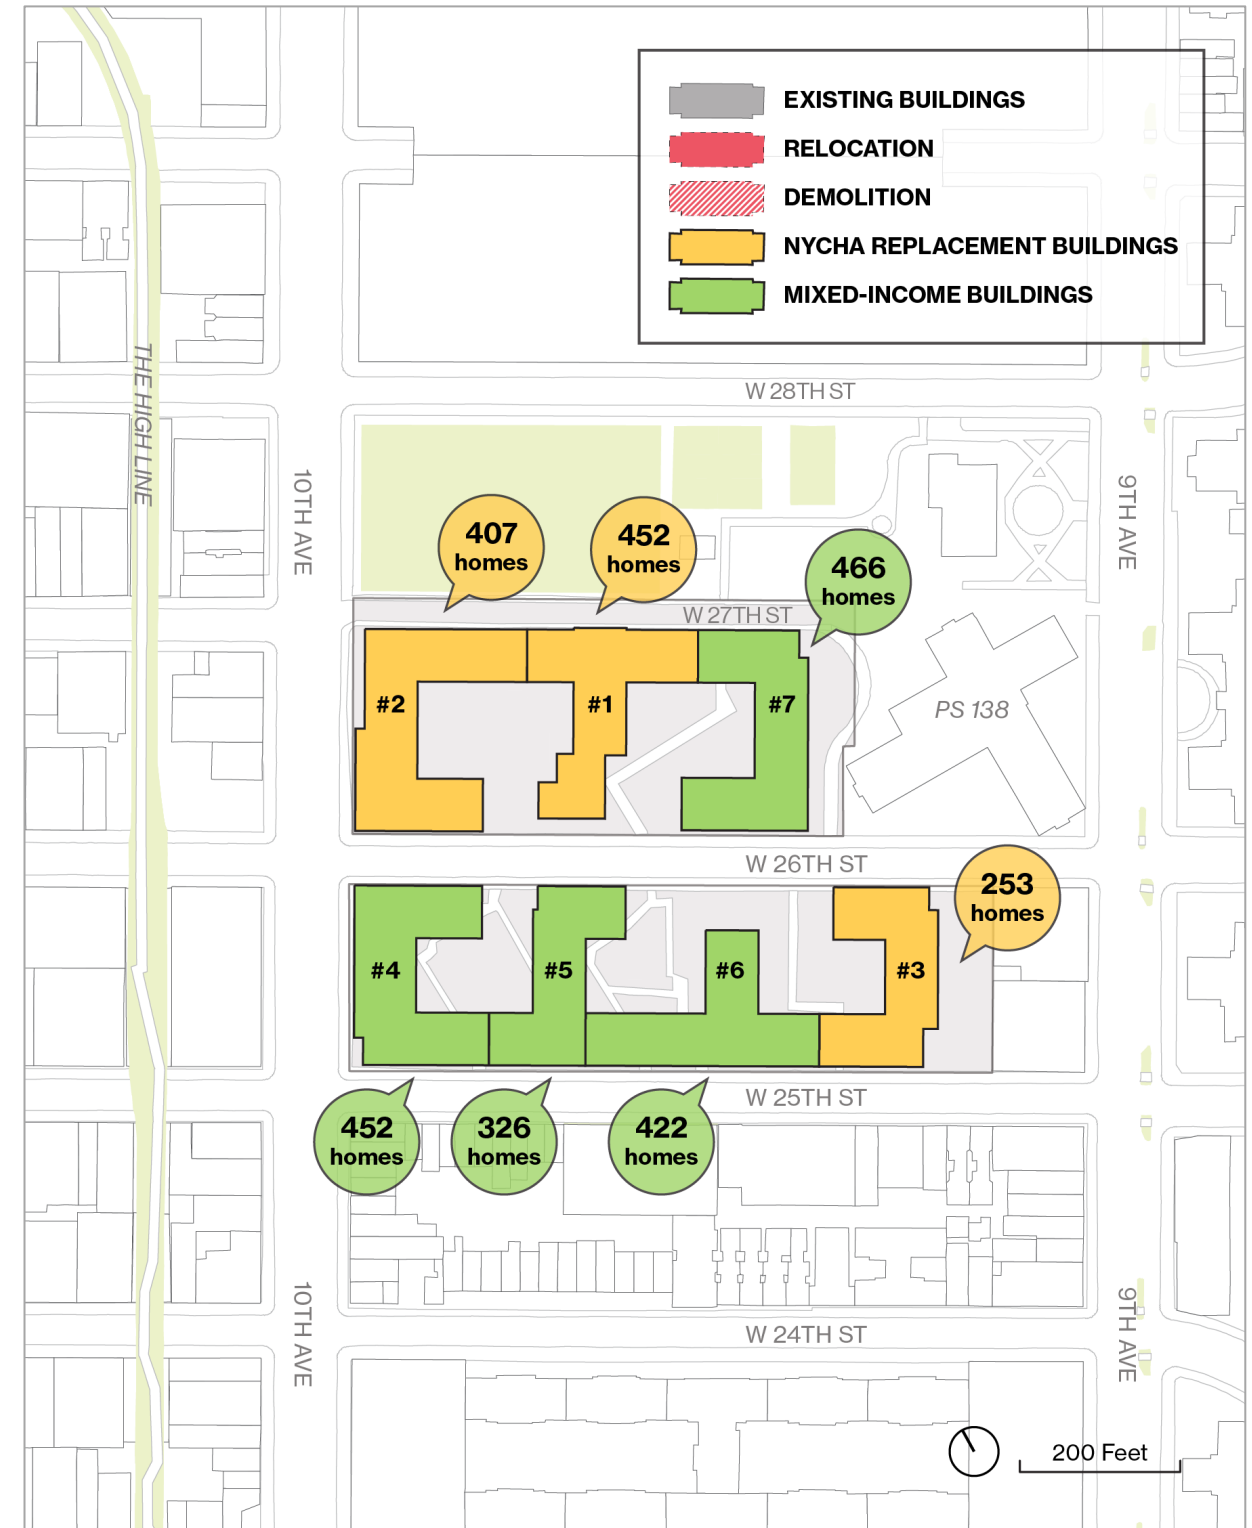 EXISTING BUILDINGS
RELOCATION
DEMOLITION
NYCHA REPLACEMENT BUILDINGS
MIXED-INCOME BUILDINGS
THE HIGH LINE
W 28TH ST
10TH AVE
9TH AVE
407
homes
452
homes
466
homes
W 27TH ST
#2
#1
#7
PS 138
W 26TH ST
253
homes
#4
#5
#6
#3
W 25TH ST
452
homes
326
homes
422
homes
10TH AVE
9TH AVE
W 24TH ST
200 Feet